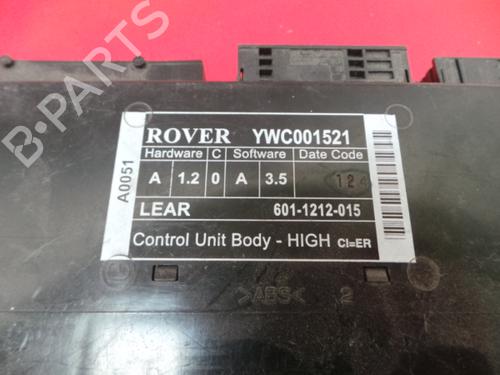 ROVER YWC001521
Hardware C Software Date Code
A 1.2 0 A 3.5
LEAR 601-1212-015
Control Unit Body - HIGH CI=ER
A0051
>ABS< 2
B-PARTS